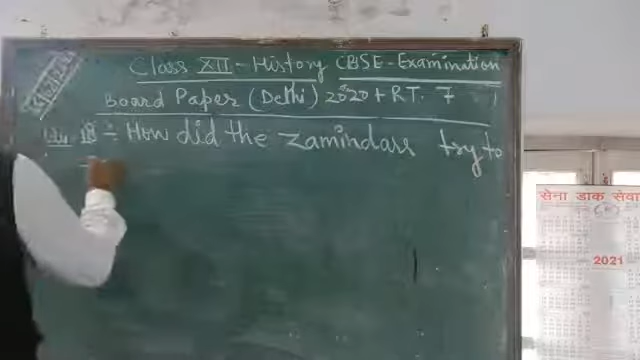 Class XII - History CBSE - Examination
Board Paper (Delhi) 2020 + RT. 7
18 :- How did the zamindars try to
सेना डाक सेवा
2021